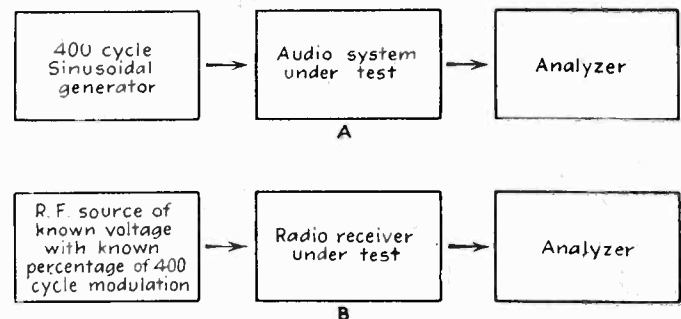 400 cycle
Sinusoidal
generator
Audio system
under test
Analyzer
A
R.F. source of
known voltage
with known
percentage of 400
cycle modulation
Radio receiver
under test
Analyzer
B